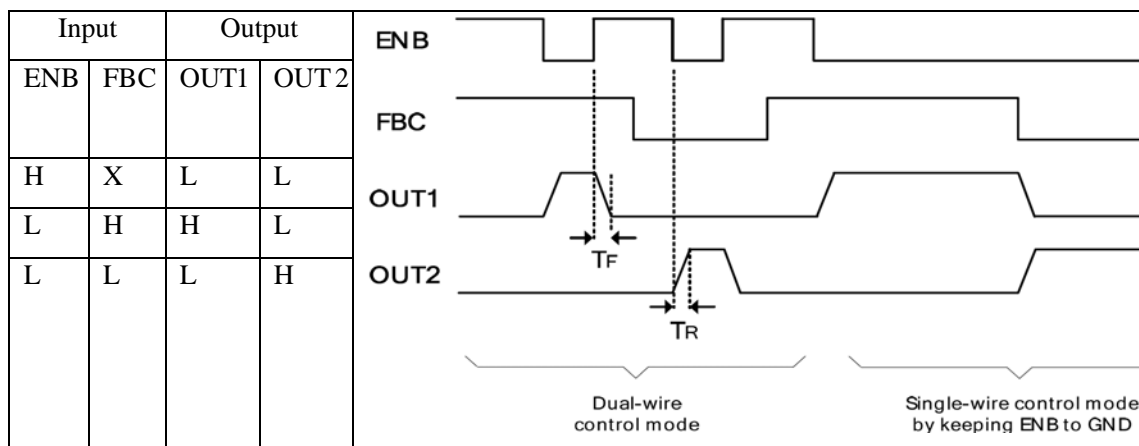 Input Output
ENB FBC OUT1 OUT2
H X L L
L H H L
L L L H
ENB
FBC
OUT1
TF
OUT2
TR
Dual-wire
control mode
Single-wire control mode
by keeping ENB to GND